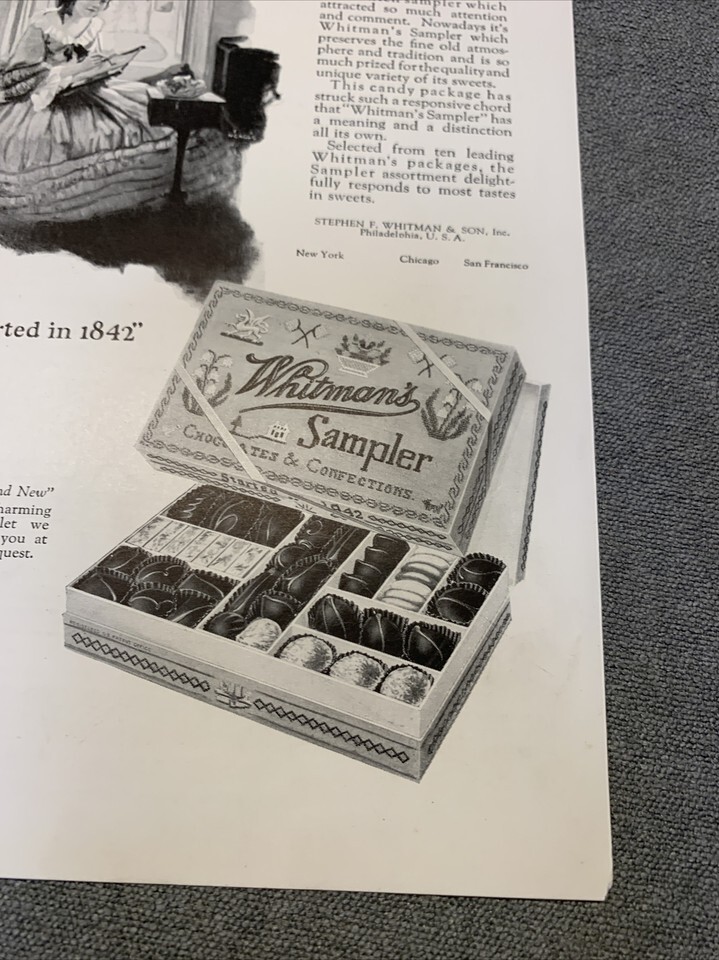 sampler which
attracted so much attention
and comment. Nowadays it's
Whitman's Sampler which
preserves the fine old atmos-
phere and tradition and is so
much prized for the quality and
unique variety of its sweets.
This candy package has
struck such a responsive chord
that "Whitman's Sampler" has
a meaning and a distinction
all its own.
Selected from ten leading
Whitman's packages, the
Sampler assortment delight-
fully responds to most tastes
in sweets.
STEPHEN F. WHITMAN & SON, Inc.
Philadelphia, U. S. A.
New York Chicago San Francisco
rted in 1842"
Whitman's
Sampler
CHOCOLATES & CONFECTIONS.
Started in 1842
nd New"
harming
let we
you at
quest.